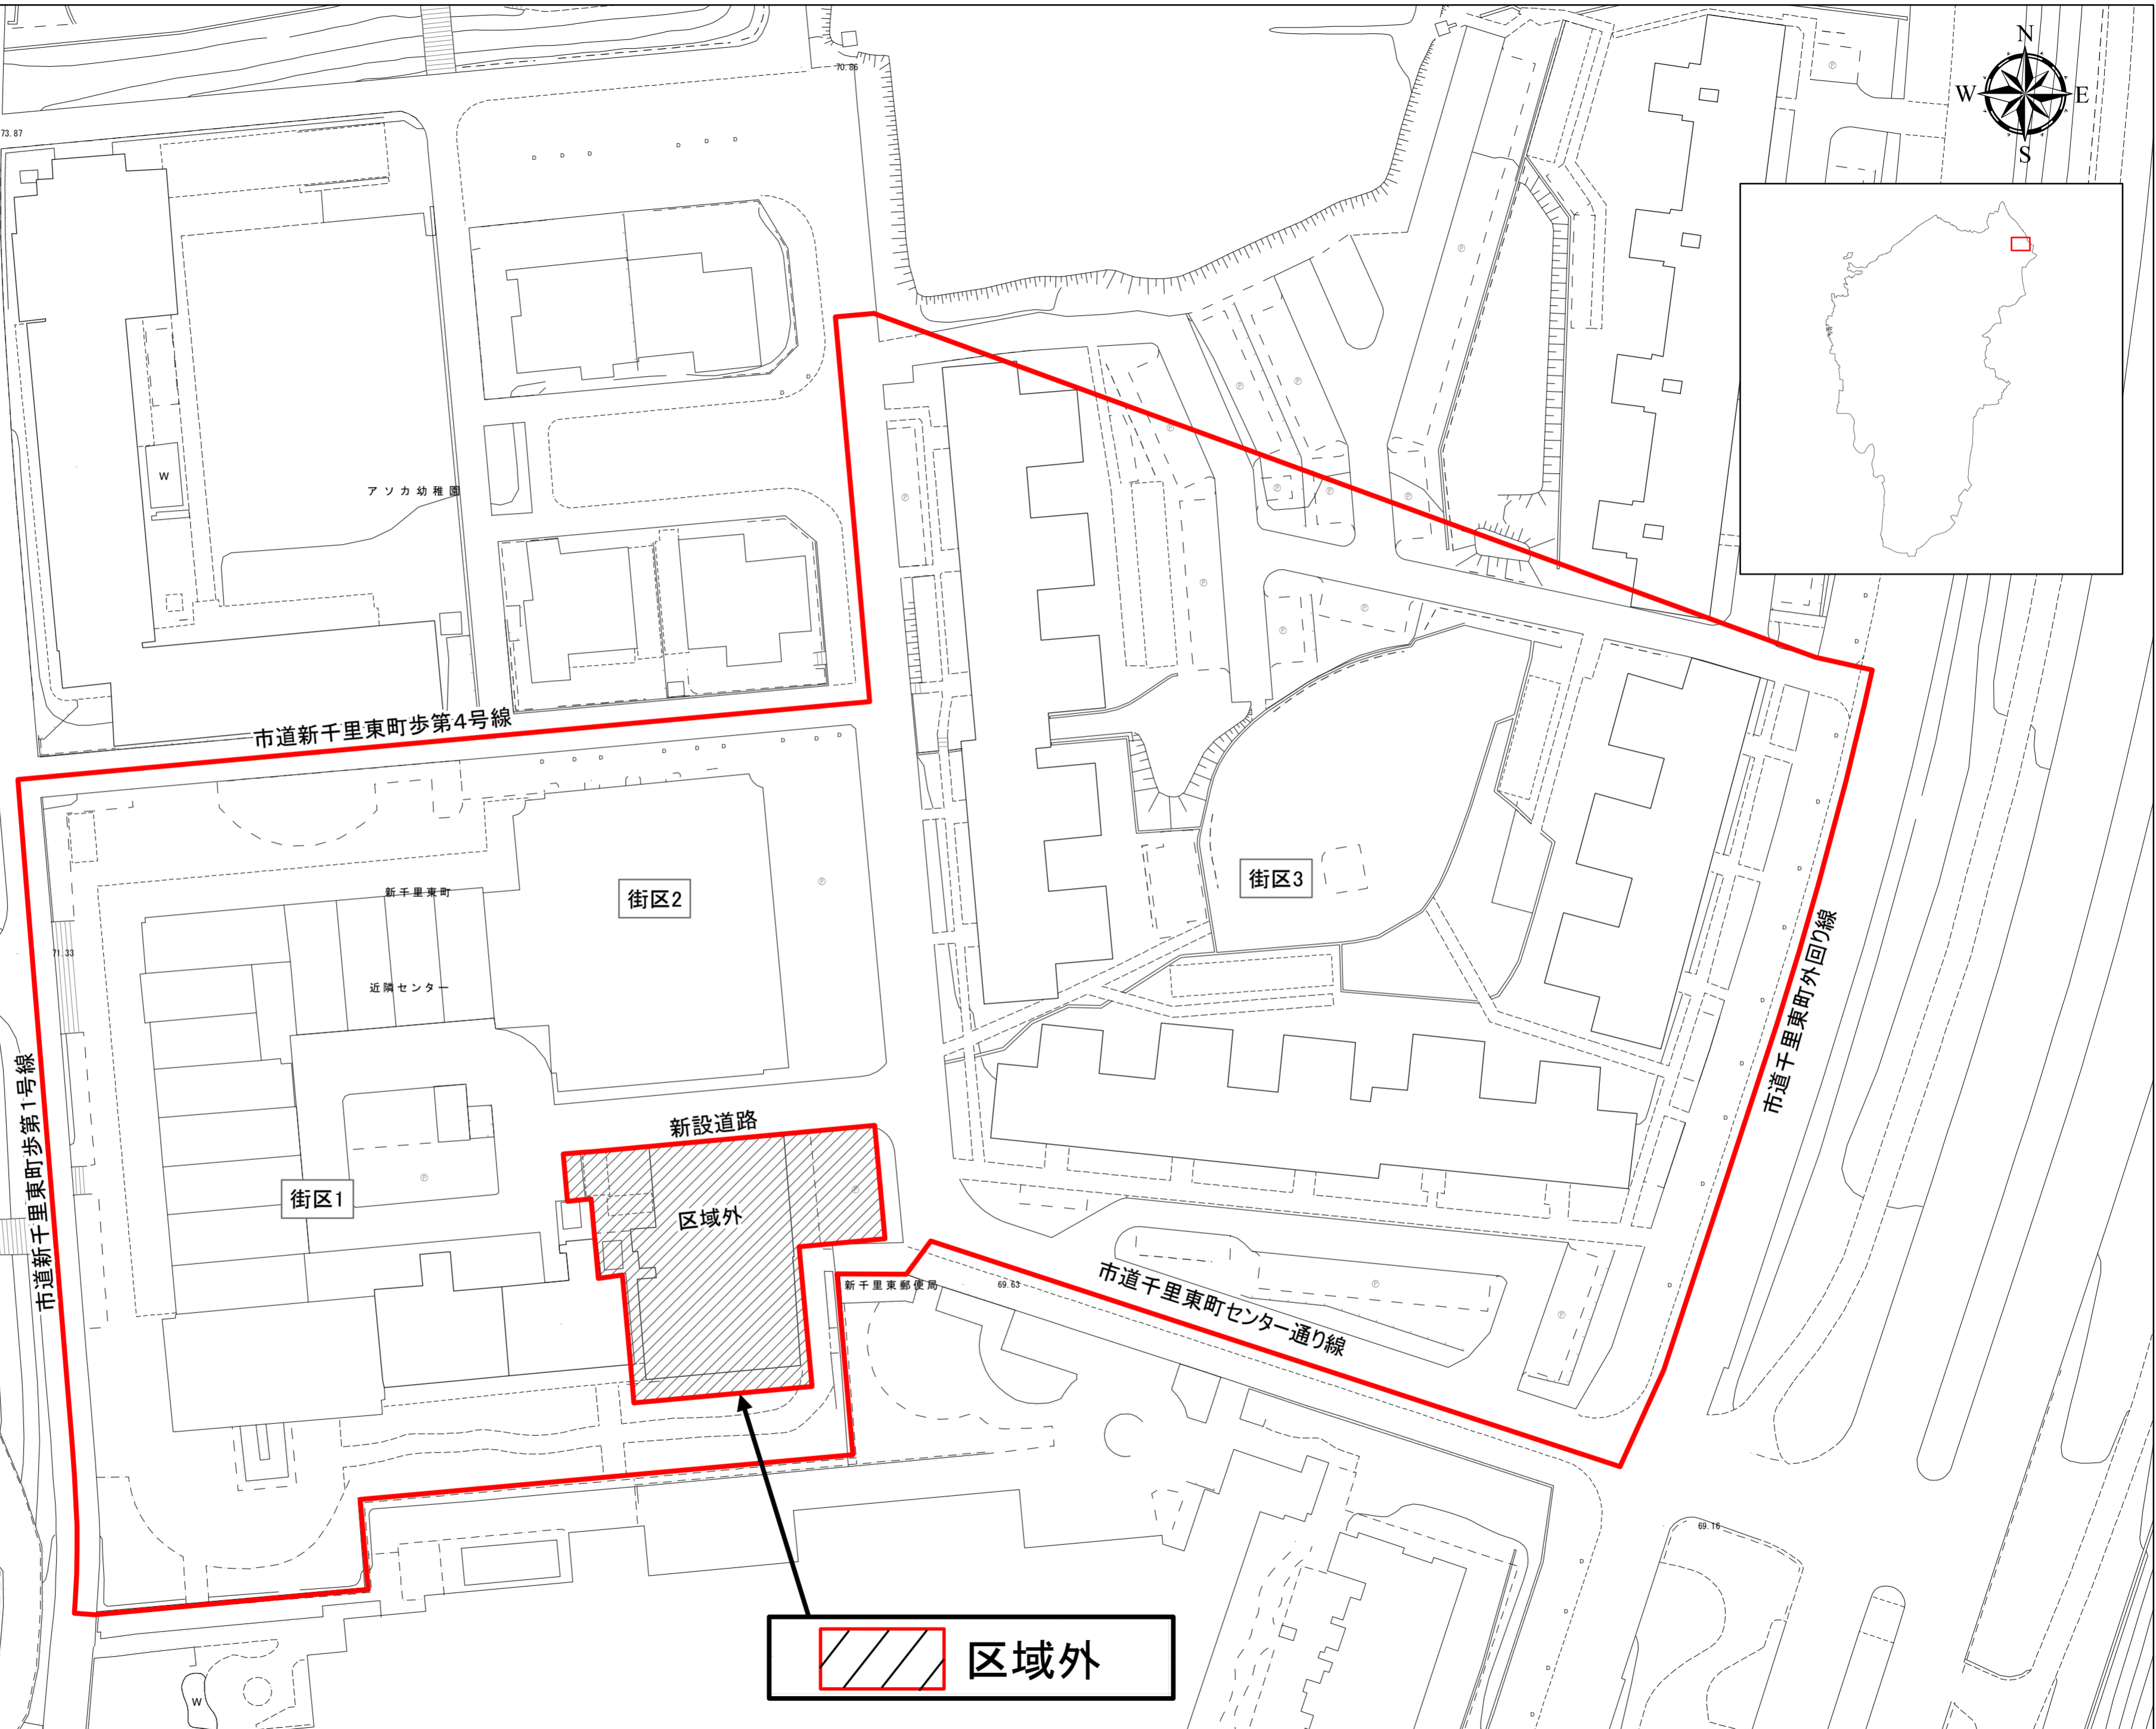 N
W
E
S
70.86
73.87
D D D D D D
W
アソカ幼稚園
市道新千里東町歩第4号線
新千里東町
街区2
街区3
71.33
近隣センター
市道千里東町外回り線
市道新千里東町歩第1号線
新設道路
街区1
区域外
新千里東郵便局
69.63
市道千里東町センター通り線
69.16
区域外
W